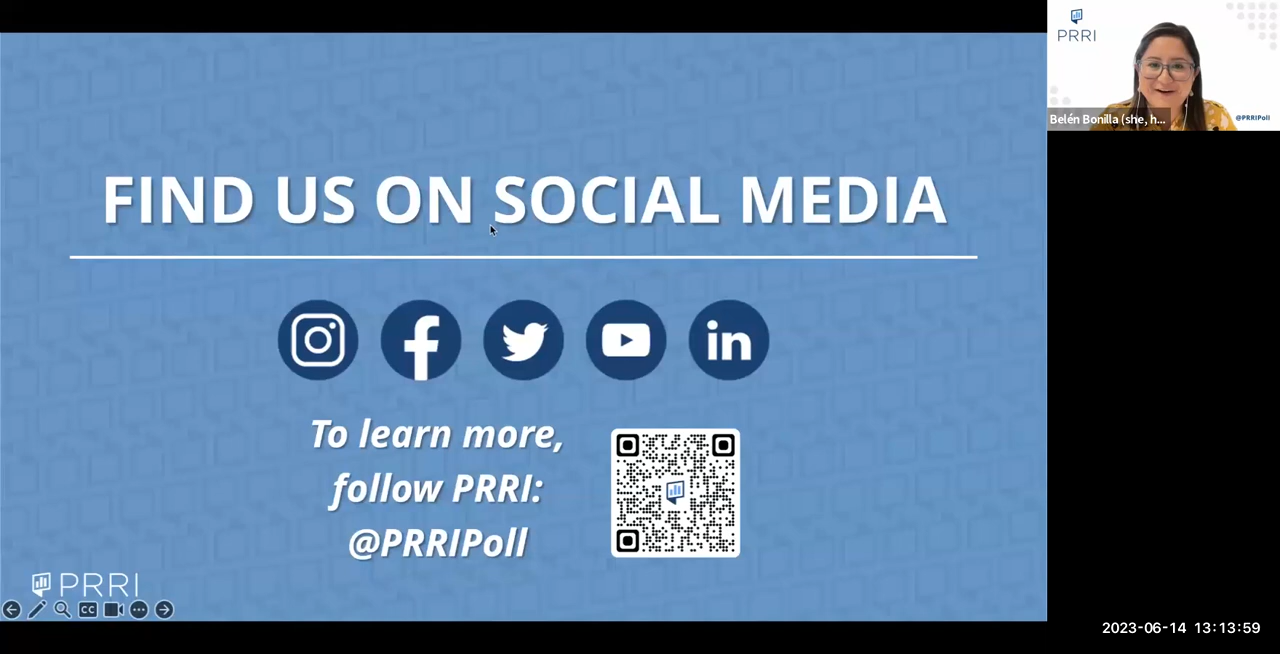 FIND US ON SOCIAL MEDIA
To learn more,
follow PRRI:
@PRRIPoll
PRRI
CC
PRRI
Belén Bonilla (she, h...
@PRRIPoll
2023-06-14 13:13:59